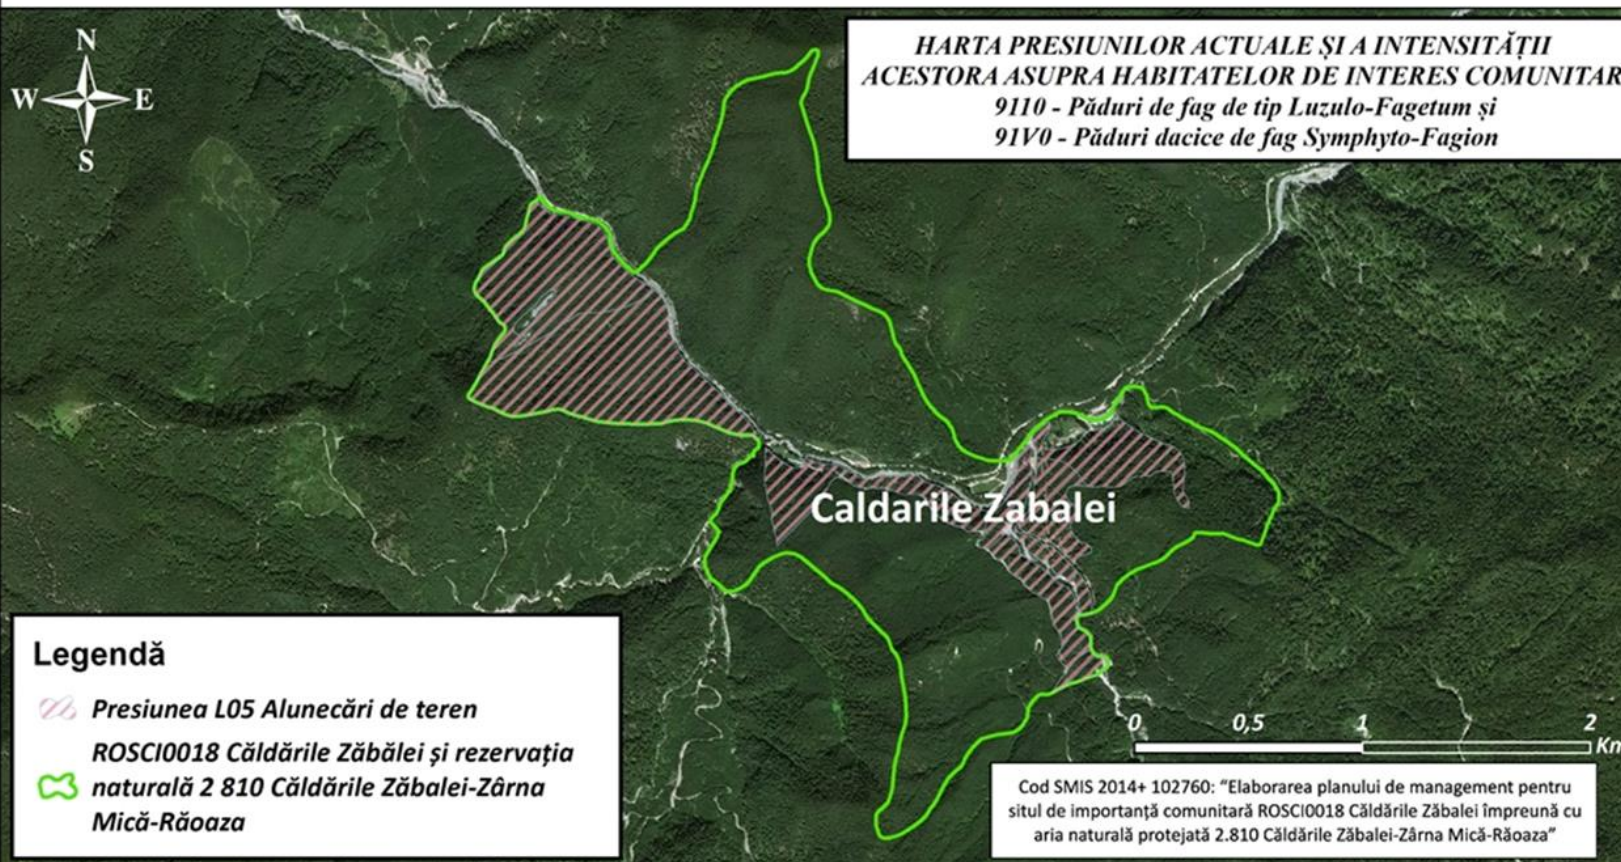 HARTA PRESIUNILOR ACTUALE ȘI A INTENSITĂȚII
ACESTORA ASUPRA HABITATELOR DE INTERES COMUNITAR
9110 - Păduri de fag de tip Luzulo-Fagetum și
91V0 - Păduri dacice de fag Symphyto-Fagion
N
W E
S
Caldarile Zabalei
Legendă
Presiunea L05 Alunecări de teren
ROSCI0018 Căldările Zăbălei și rezervația
naturală 2 810 Căldările Zăbalei-Zârna
Mică-Răoaza
0 0,5 1 2
Km
Cod SMIS 2014+ 102760: “Elaborarea planului de management pentru
situl de importanță comunitară ROSCI0018 Căldările Zăbalei împreună cu
aria naturală protejată 2.810 Căldările Zăbalei-Zârna Mică-Răoaza”